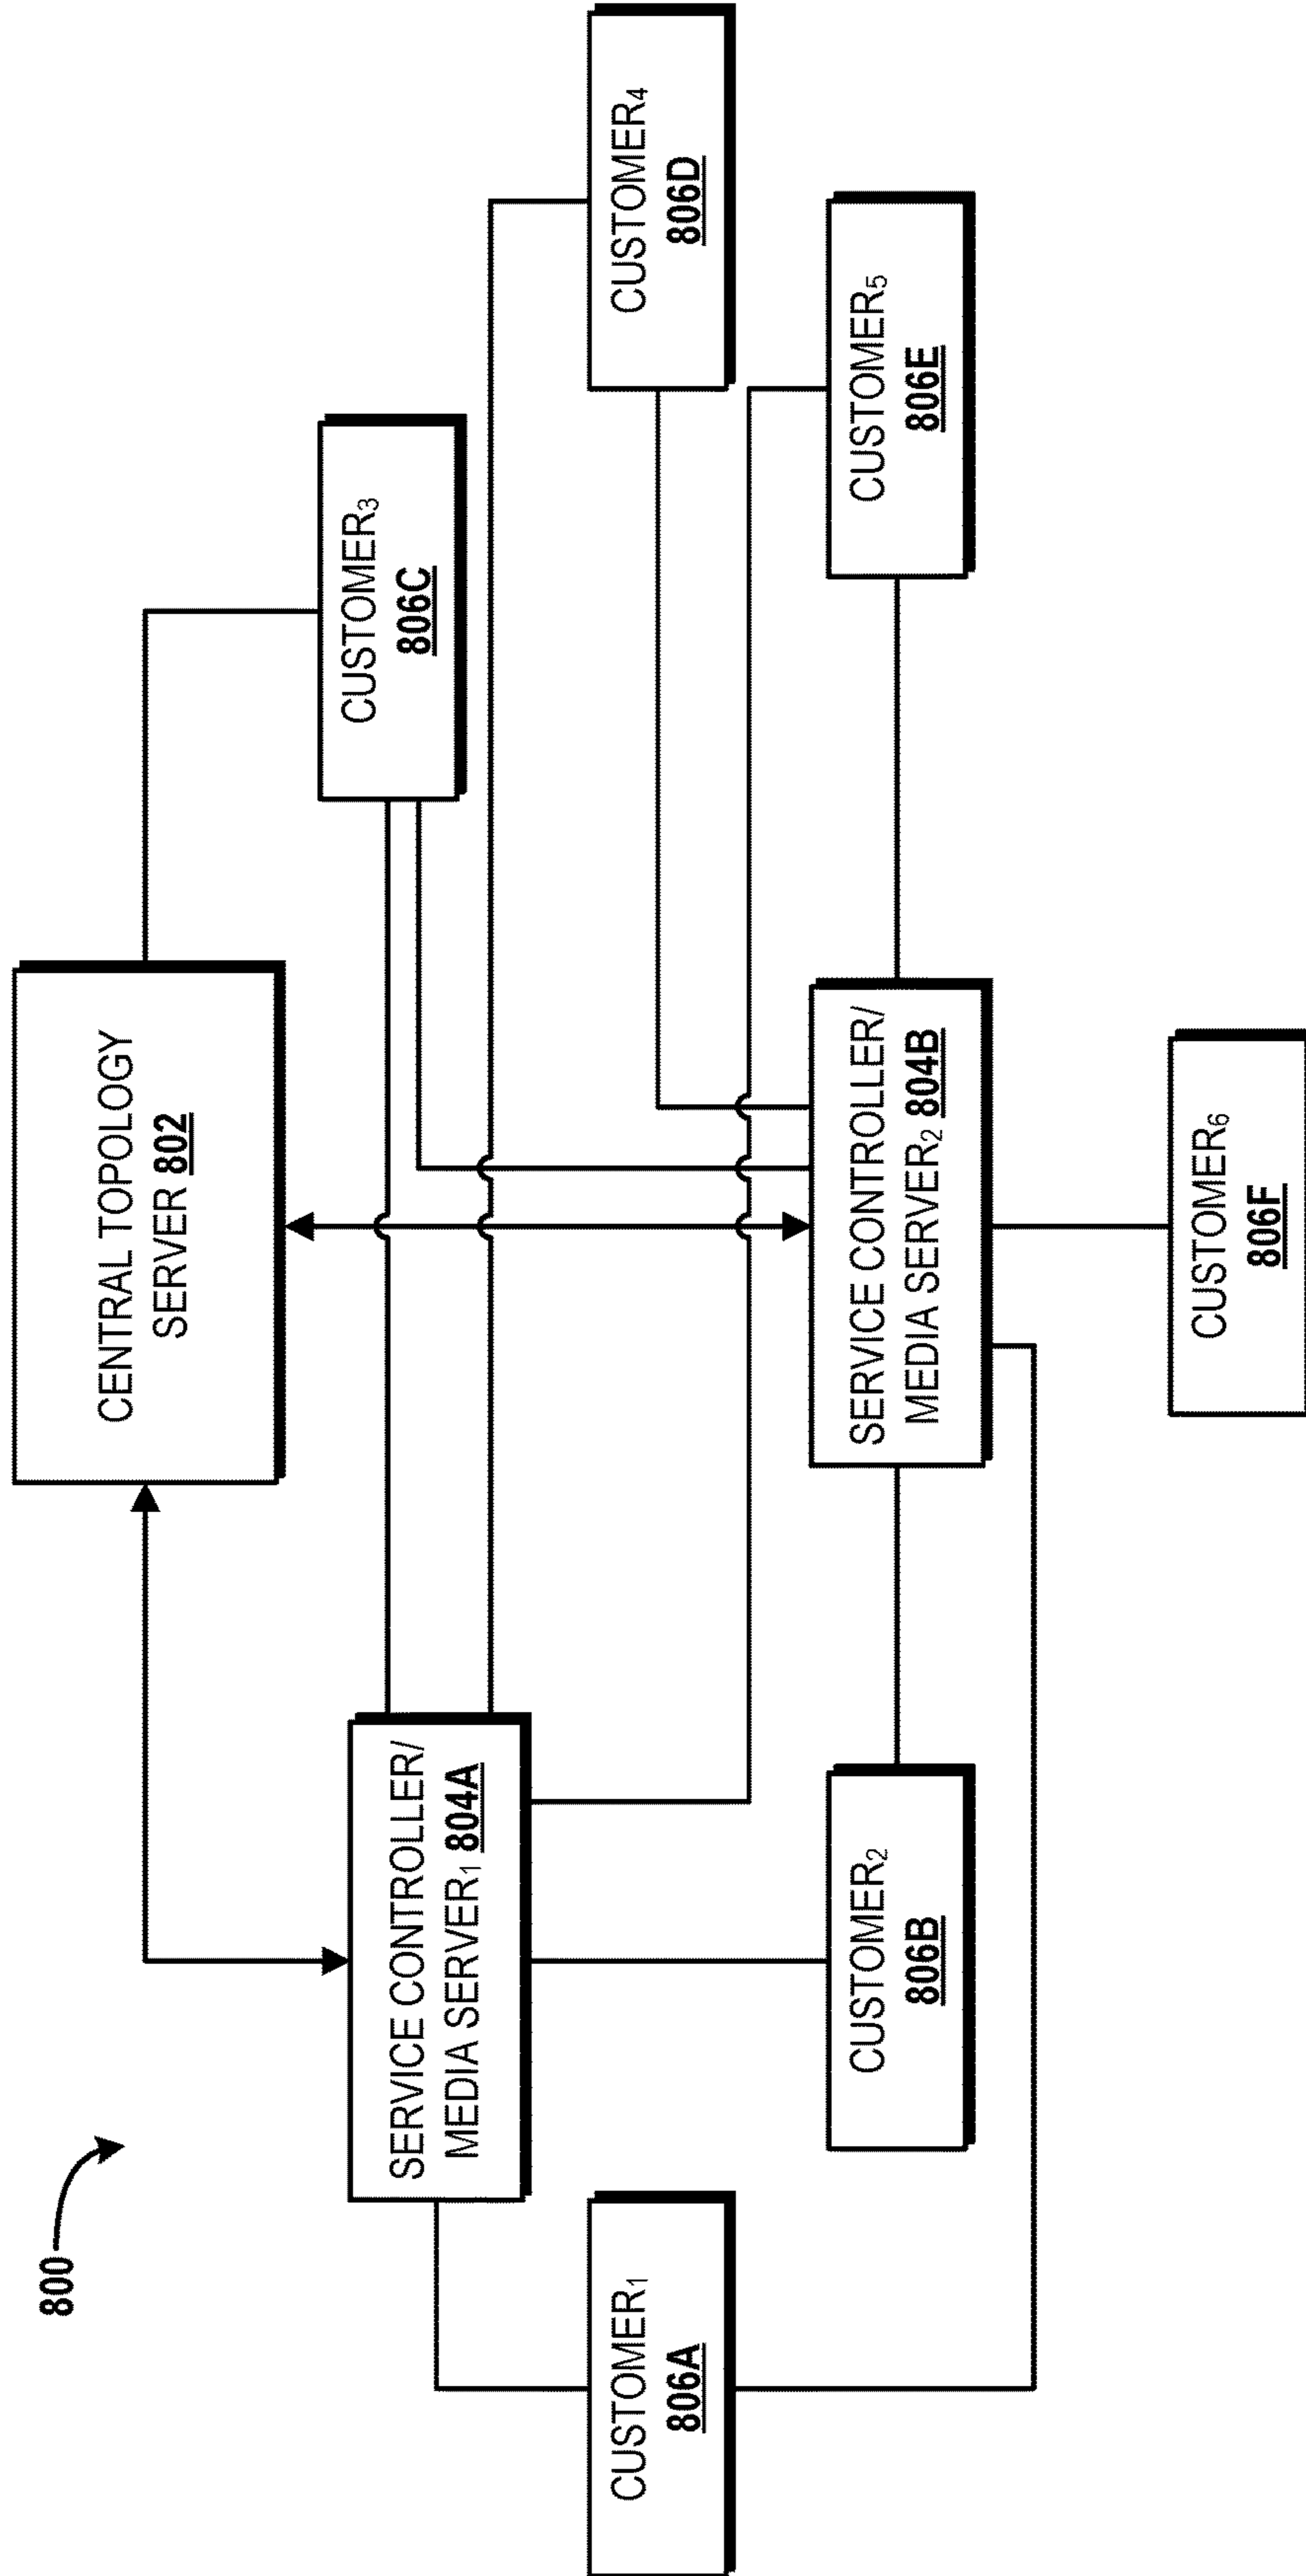 800
CENTRAL TOPOLOGY
SERVER 802
CUSTOMER₃
806C
SERVICE CONTROLLER/
MEDIA SERVER₁ 804A
CUSTOMER₁
806A
CUSTOMER₄
806D
CUSTOMER₂
806B
SERVICE CONTROLLER/
MEDIA SERVER₂ 804B
CUSTOMER₅
806E
CUSTOMER₆
806F